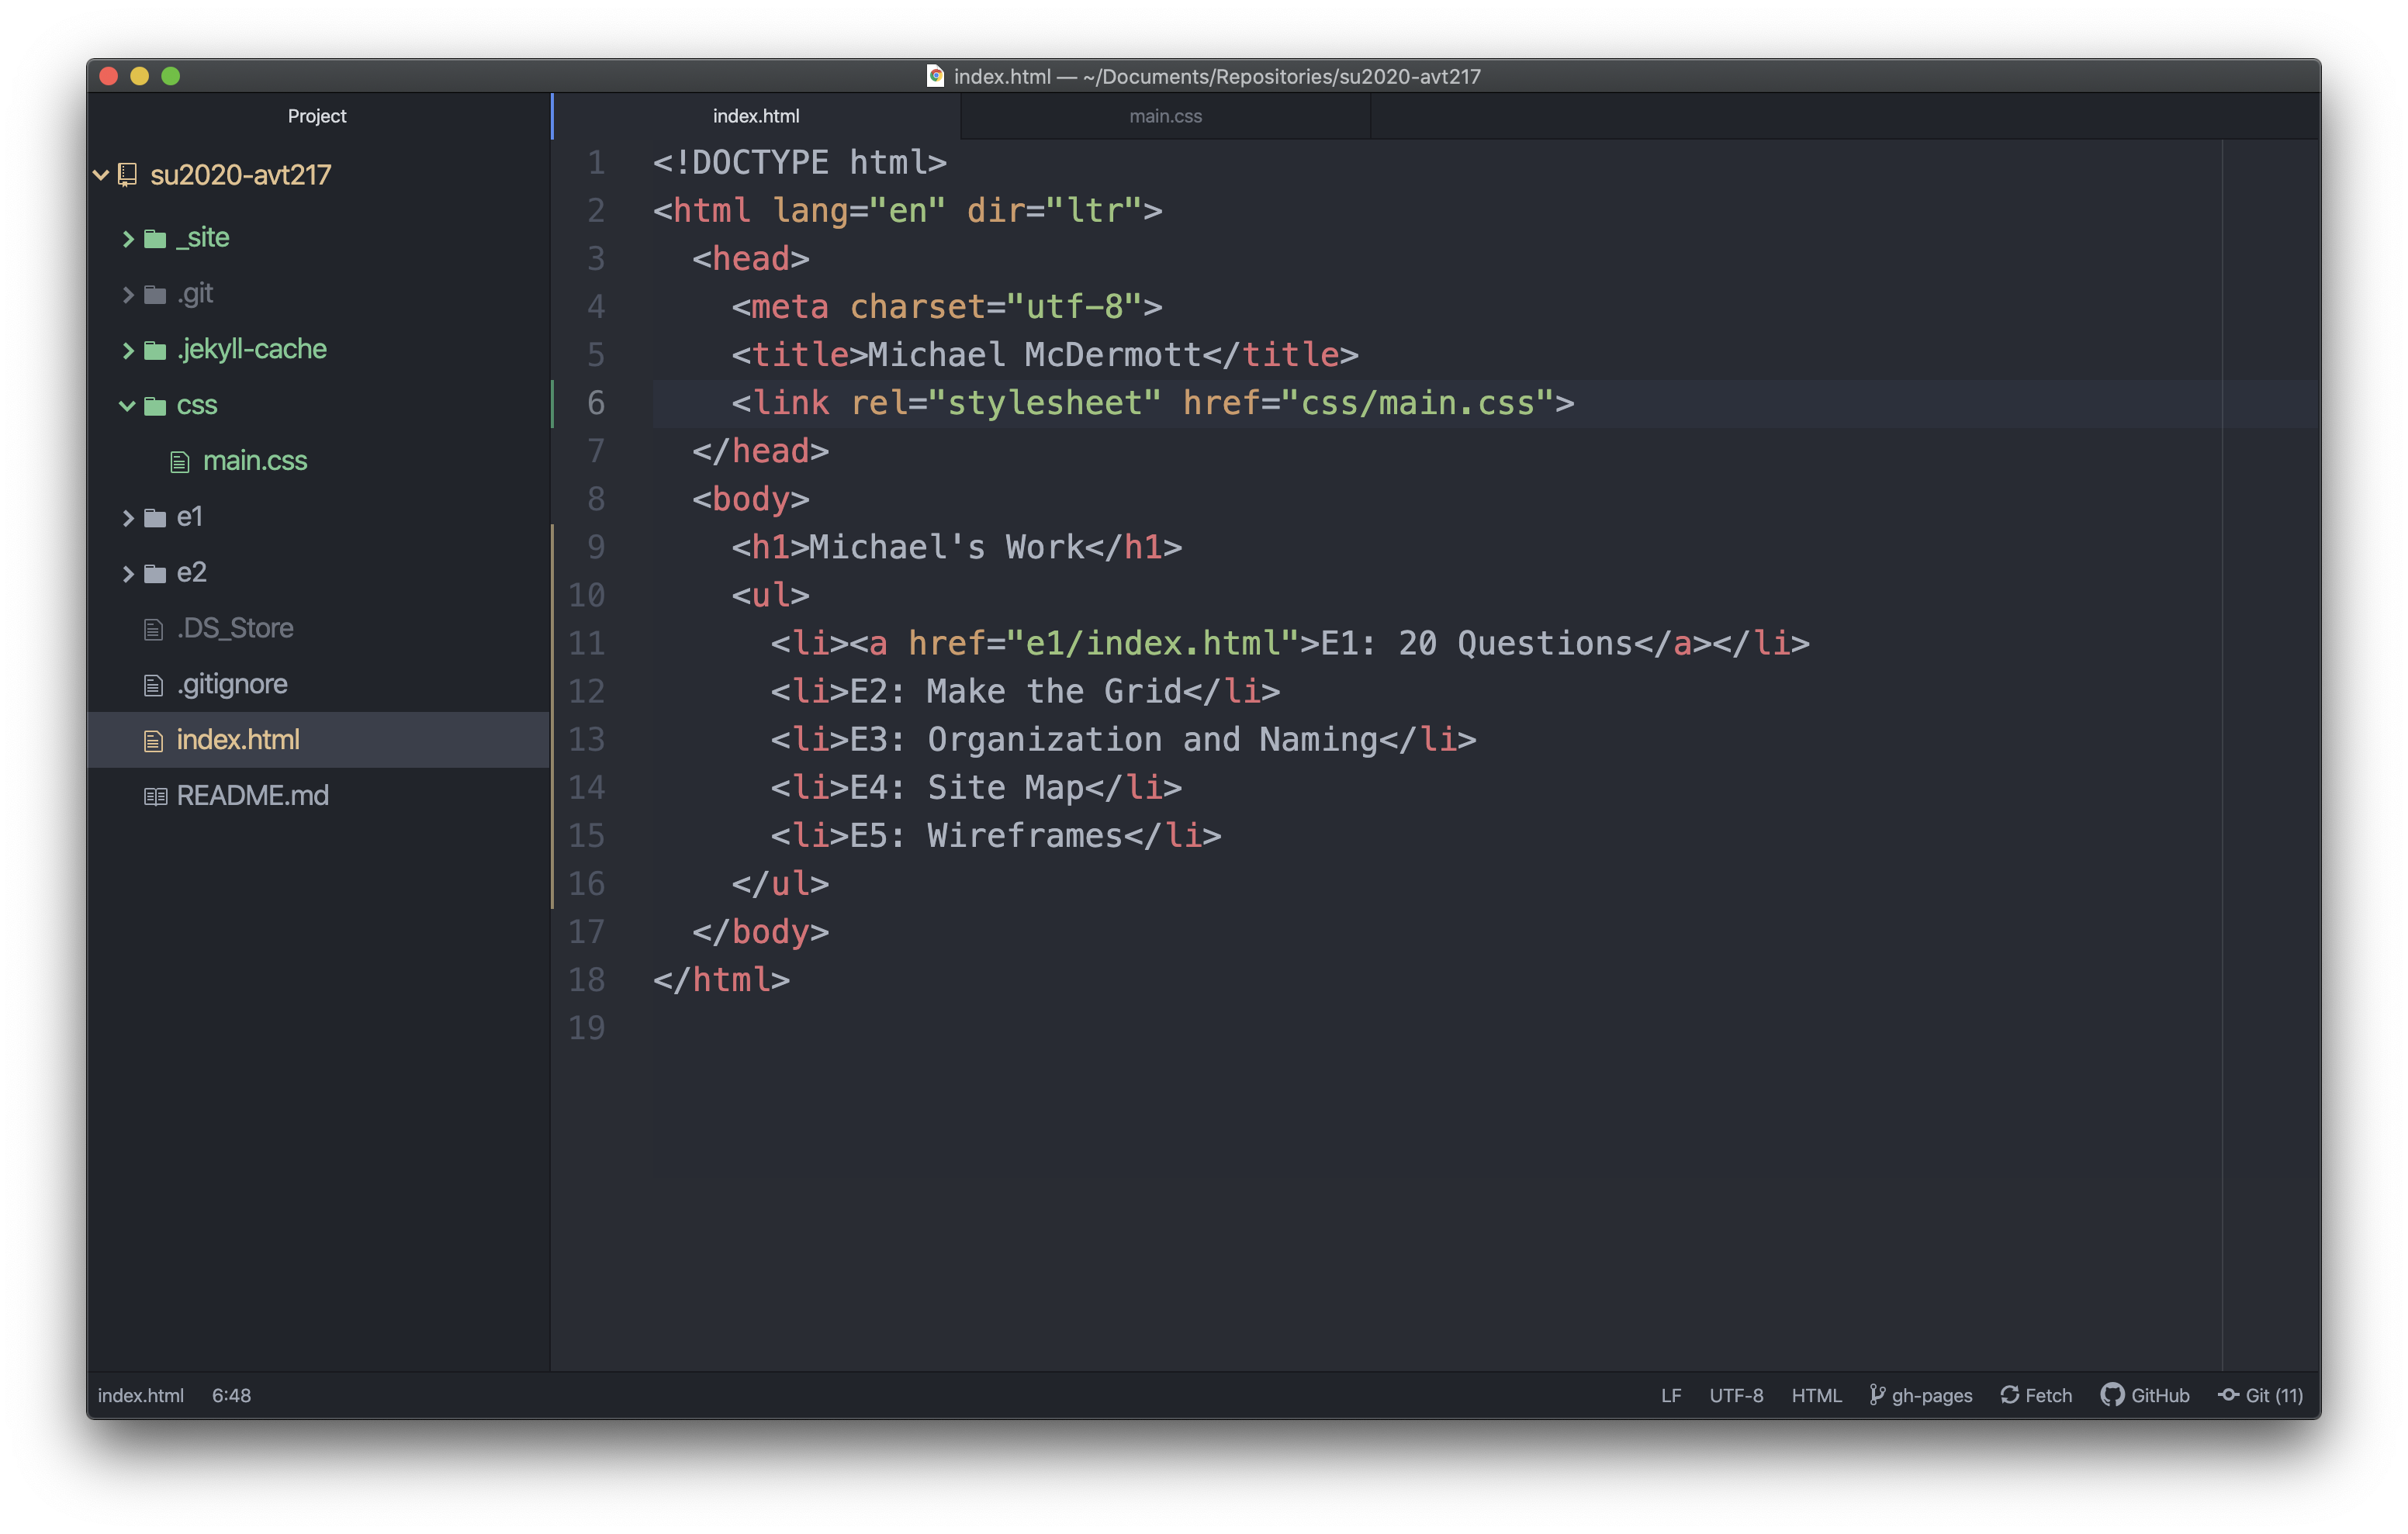 index.html — ~/Documents/Repositories/su2020-avt217
Project
su2020-avt217
_site
.git
.jekyll-cache
css
main.css
e1
e2
.DS_Store
.gitignore
index.html
README.md
index.html main.css
1 <!DOCTYPE html>
2 <html lang="en" dir="ltr">
3   <head>
4     <meta charset="utf-8">
5     <title>Michael McDermott</title>
6     <link rel="stylesheet" href="css/main.css">
7   </head>
8   <body>
9     <h1>Michael's Work</h1>
10     <ul>
11       <li><a href="e1/index.html">E1: 20 Questions</a></li>
12       <li>E2: Make the Grid</li>
13       <li>E3: Organization and Naming</li>
14       <li>E4: Site Map</li>
15       <li>E5: Wireframes</li>
16     </ul>
17   </body>
18 </html>
19
index.html 6:48 LF UTF-8 HTML gh-pages Fetch GitHub Git (11)